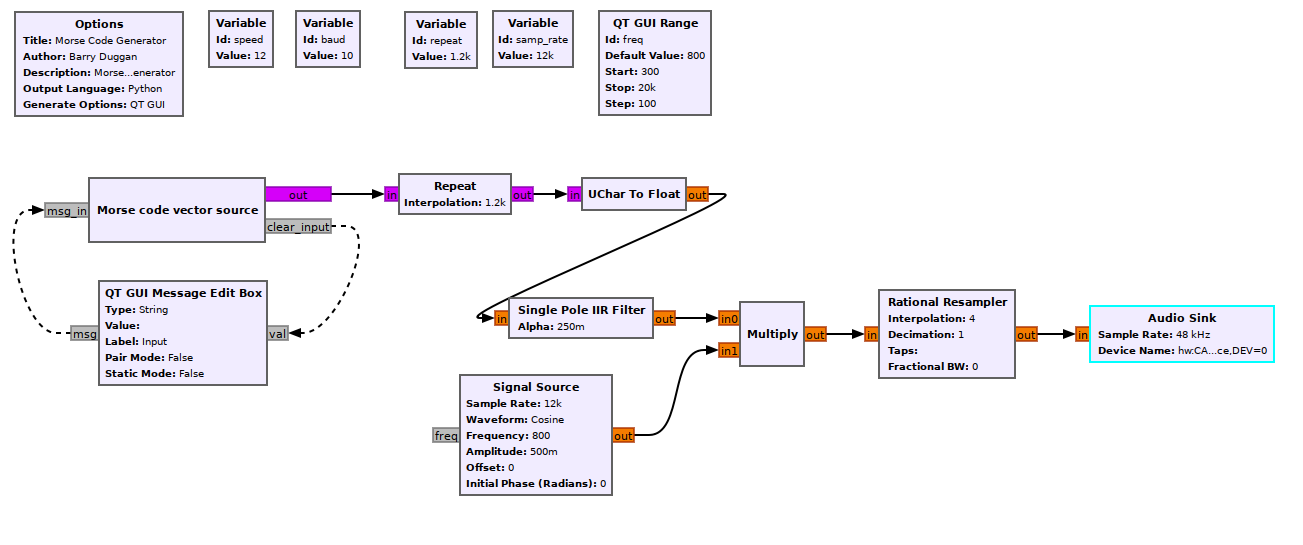 Options
Title: Morse Code Generator
Author: Barry Duggan
Description: Morse...enerator
Output Language: Python
Generate Options: QT GUI
Variable
Id: speed
Value: 12
Variable
Id: baud
Value: 10
Variable
Id: repeat
Value: 1.2k
Variable
Id: samp_rate
Value: 12k
QT GUI Range
Id: freq
Default Value: 800
Start: 300
Stop: 20k
Step: 100
msg_in
Morse code vector source
out
clear_input
in
Repeat
Interpolation: 1.2k
out
in
UChar To Float
out
msg
QT GUI Message Edit Box
Type: String
Value:
Label: Input
Pair Mode: False
Static Mode: False
val
in
Single Pole IIR Filter
Alpha: 250m
out
freq
Signal Source
Sample Rate: 12k
Waveform: Cosine
Frequency: 800
Amplitude: 500m
Offset: 0
Initial Phase (Radians): 0
out
in0
in1
Multiply
out
in
Rational Resampler
Interpolation: 4
Decimation: 1
Taps:
Fractional BW: 0
out
in
Audio Sink
Sample Rate: 48 kHz
Device Name: hw:CA...ce,DEV=0